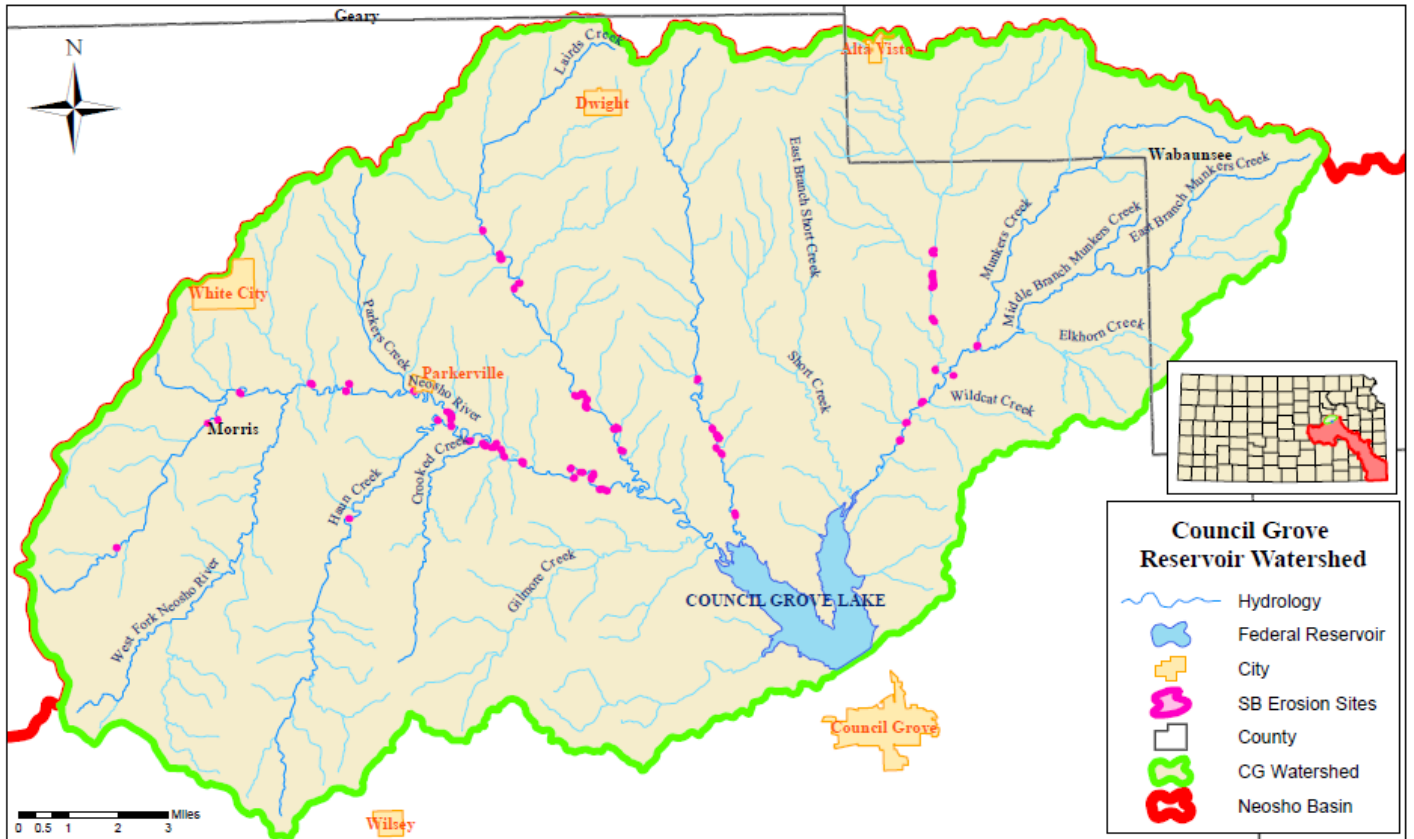 Geary
N
Lairds Creek
Alta Vista
Dwight
Wabaunsee
East Branch Short Creek
Munkers Creek
Middle Branch Munkers Creek
East Branch Munkers Creek
White City
Parkers Creek
Elkhorn Creek
Parkerville
Neosho River
Short Creek
Wildcat Creek
Morris
Haun Creek
Crooked Creek
West Fork Neosho River
Gilmore Creek
COUNCIL GROVE LAKE
Council Grove
Wilsey
Miles
0 0.5 1 2 3
Council Grove
Reservoir Watershed
Hydrology
Federal Reservoir
City
SB Erosion Sites
County
CG Watershed
Neosho Basin